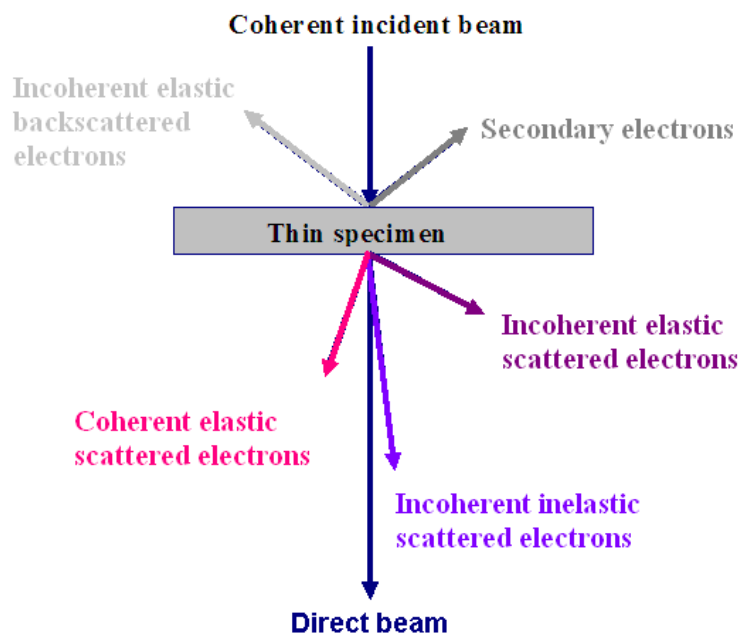 Coherent incident beam
Incoherent elastic
backscattered
electrons
Secondary electrons
Thin specimen
Incoherent elastic
scattered electrons
Coherent elastic
scattered electrons
Incoherent inelastic
scattered electrons
Direct beam